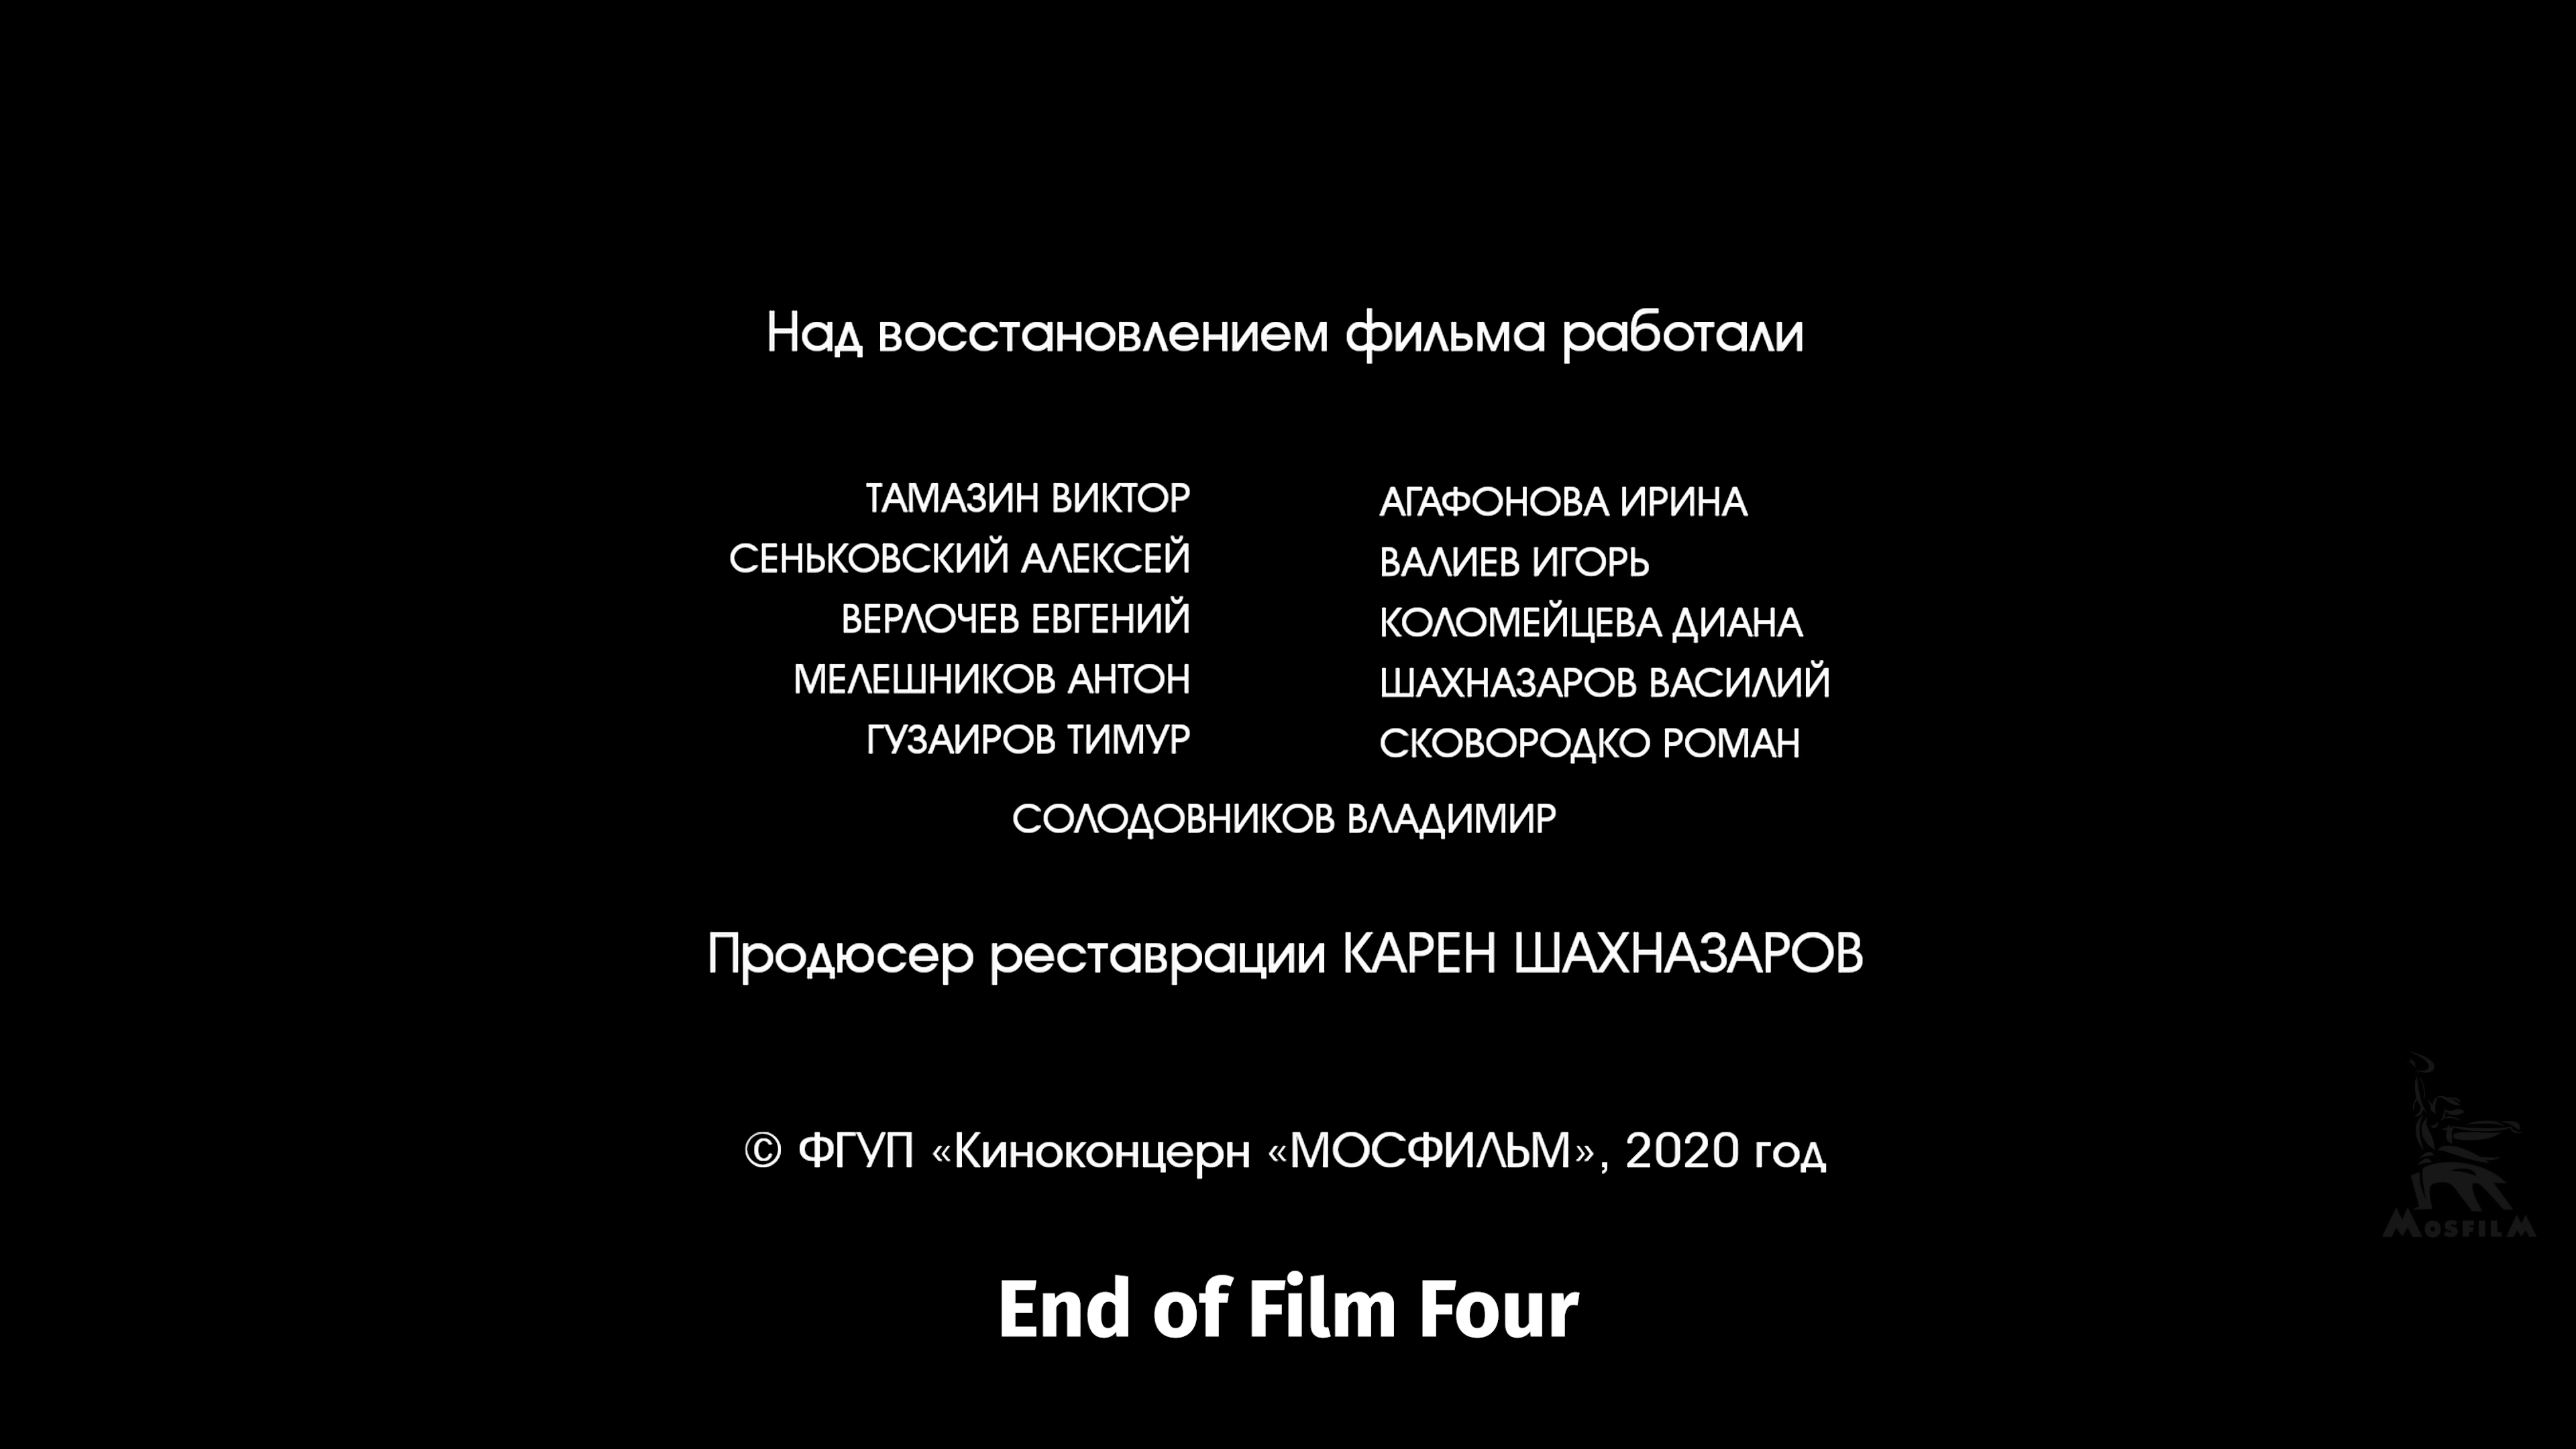 Над восстановлением фильма работали
ТАМАЗИН ВИКТОР
СЕНЬКОВСКИЙ АЛЕКСЕЙ
ВЕРЛОЧЕВ ЕВГЕНИЙ
МЕЛЕШНИКОВ АНТОН
ГУЗАИРОВ ТИМУР
АГАФОНОВА ИРИНА
ВАЛИЕВ ИГОРЬ
КОЛОМЕЙЦЕВА ДИАНА
ШАХНАЗАРОВ ВАСИЛИЙ
СКОВОРОДКО РОМАН
СОЛОДОВНИКОВ ВЛАДИМИР
Продюсер реставрации КАРЕН ШАХНАЗАРОВ
© ФГУП «Киноконцерн «МОСФИЛЬМ», 2020 год
MOSFILM
End of Film Four